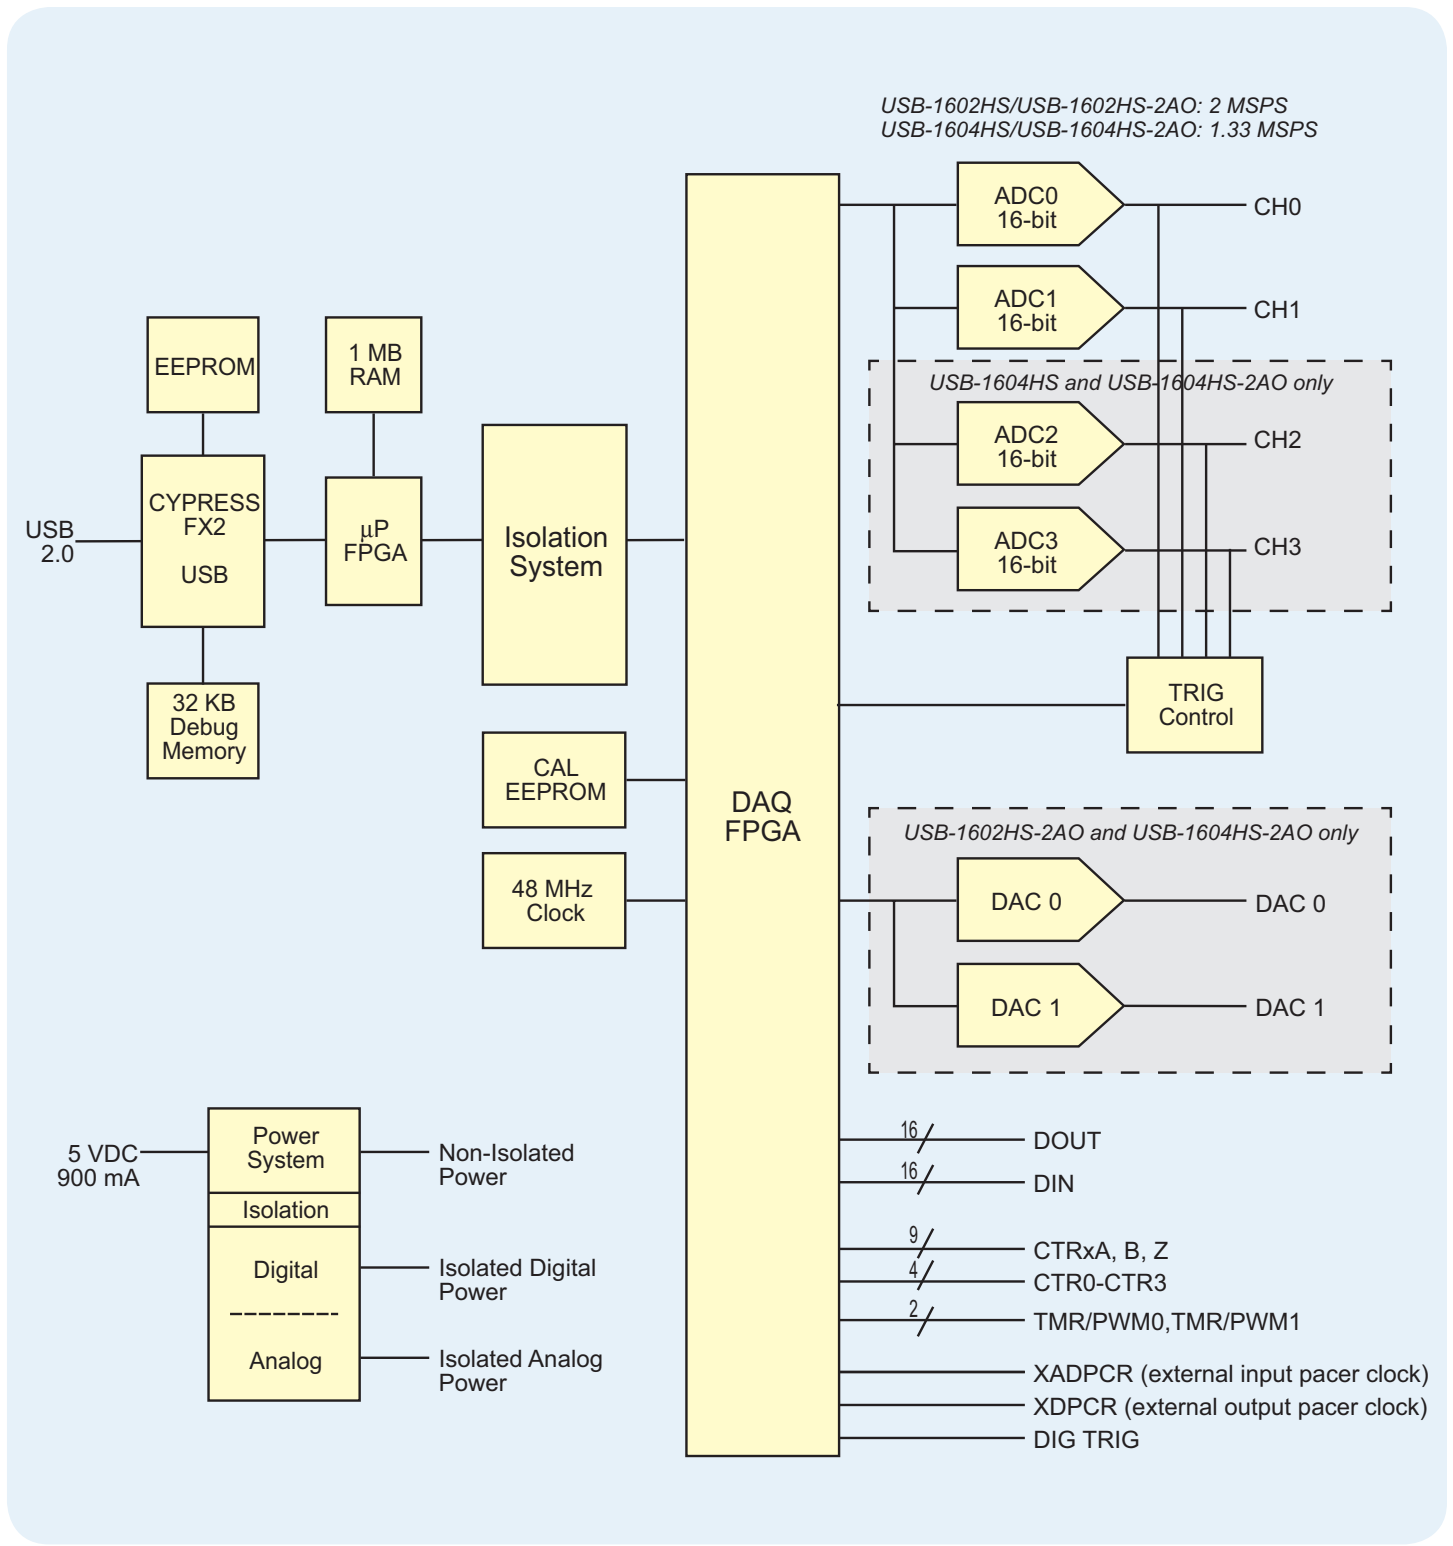 USB-1602HS/USB-1602HS-2AO: 2 MSPS
USB-1604HS/USB-1604HS-2AO: 1.33 MSPS
ADC0
16-bit
CH0
ADC1
16-bit
CH1
USB-1604HS and USB-1604HS-2AO only
ADC2
16-bit
CH2
ADC3
16-bit
CH3
TRIG
Control
EEPROM
1 MB
RAM
USB
2.0
CYPRESS
FX2
USB
µP
FPGA
Isolation
System
32 KB
Debug
Memory
CAL
EEPROM
48 MHz
Clock
DAQ
FPGA
USB-1602HS-2AO and USB-1604HS-2AO only
DAC 0
DAC 0
DAC 1
DAC 1
5 VDC
900 mA
Power
System
Non-Isolated
Power
Isolation
Digital
Isolated Digital
Power
Analog
Isolated Analog
Power
16
DOUT
16
DIN
9
CTRxA, B, Z
4
CTR0-CTR3
2
TMR/PWM0,TMR/PWM1
XADPCR (external input pacer clock)
XDPCR (external output pacer clock)
DIG TRIG